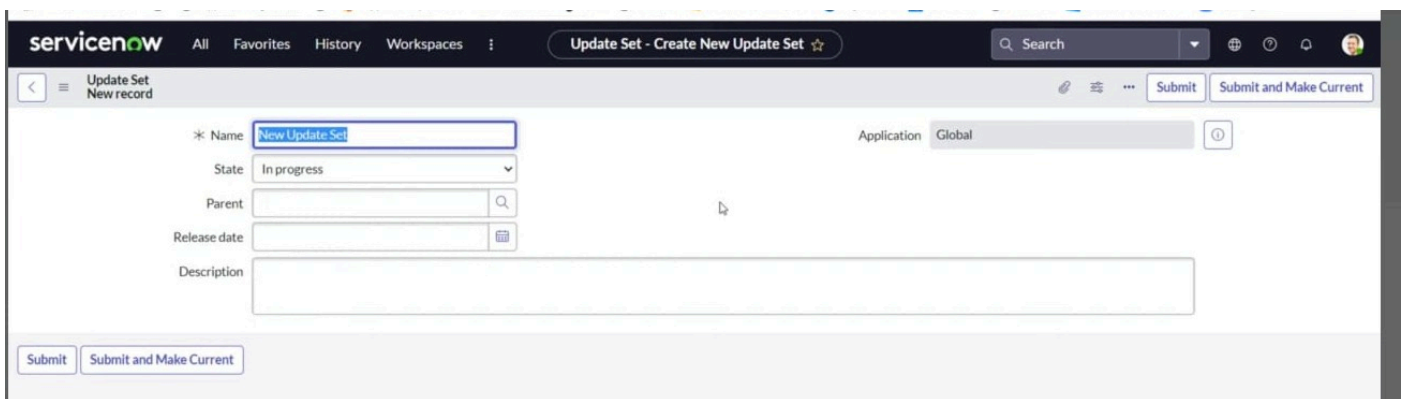 servicenow All Favorites History Workspaces Update Set - Create New Update Set Search
Update Set
New record
Submit Submit and Make Current
Name New Update Set Application Global
State In progress
Parent
Release date
Description
Submit Submit and Make Current